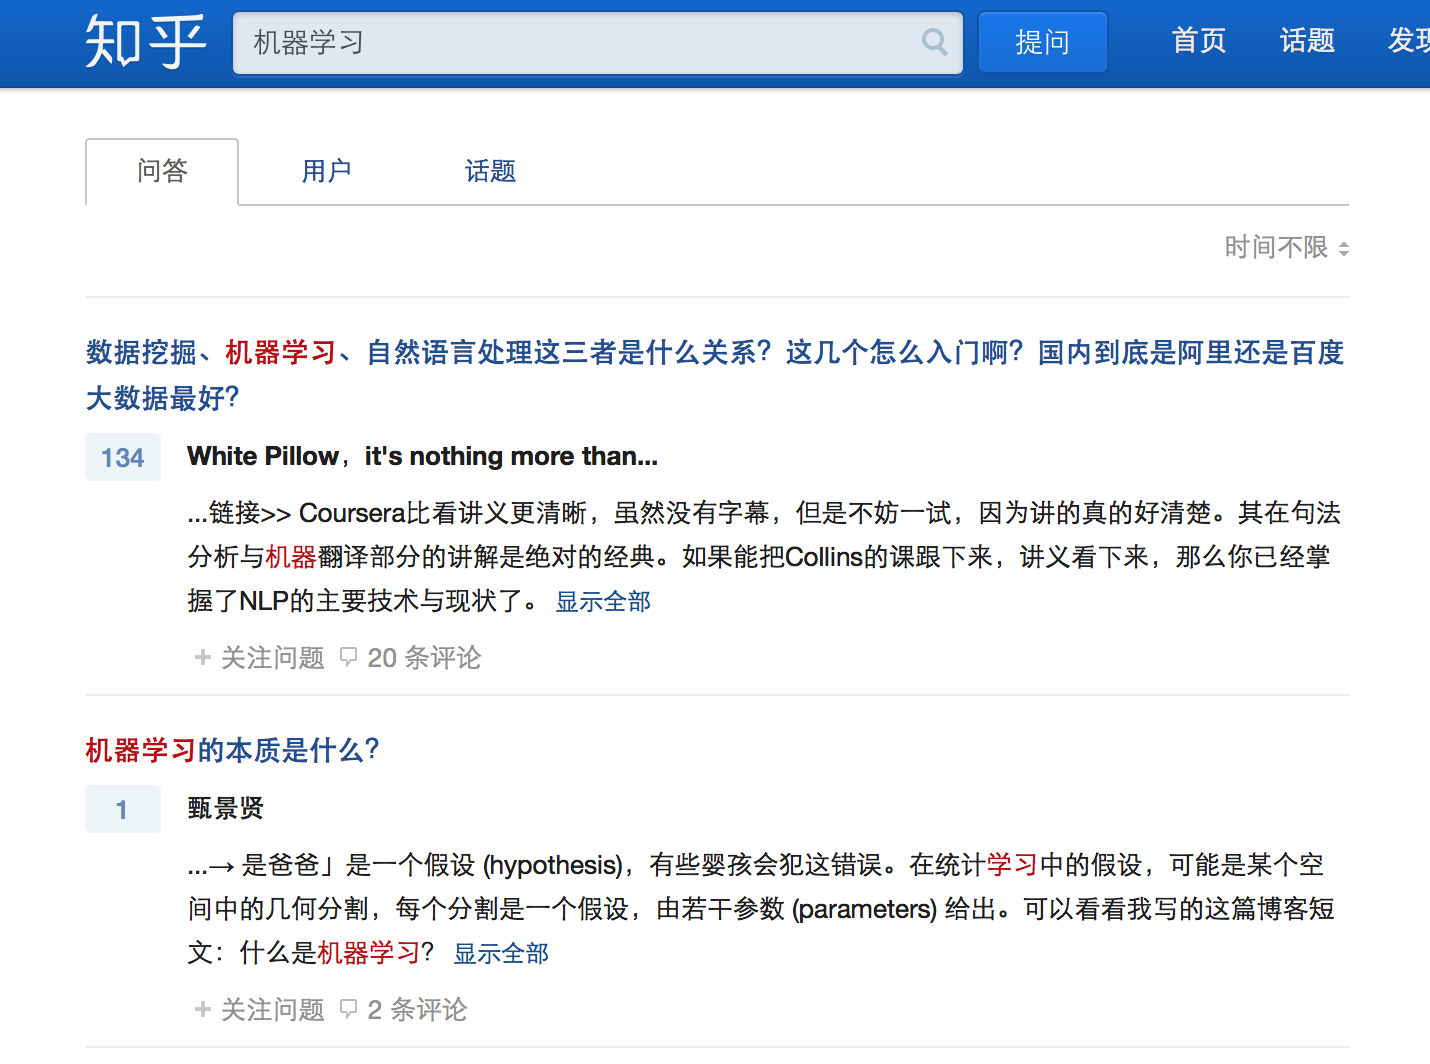 知乎 机器学习 提问 首页 话题 发现
问答 用户 话题
时间不限
数据挖掘、机器学习、自然语言处理这三者是什么关系？这几个怎么入门啊？国内到底是阿里还是百度
大数据最好？
134 White Pillow，it's nothing more than...
...链接>> Coursera比看讲义更清晰，虽然没有字幕，但是不妨一试，因为讲的真的好清楚。其在句法
分析与机器翻译部分的讲解是绝对的经典。如果能把Collins的课跟下来，讲义看下来，那么你已经掌
握了NLP的主要技术与现状了。 显示全部
+ 关注问题 20 条评论
机器学习的本质是什么？
1 甄景贤
...→ 是爸爸」是一个假设 (hypothesis)，有些婴孩会犯这错误。在统计学习中的假设，可能是某个空
间中的几何分割，每个分割是一个假设，由若干参数 (parameters) 给出。可以看看我写的这篇博客短
文：什么是机器学习？ 显示全部
+ 关注问题 2 条评论